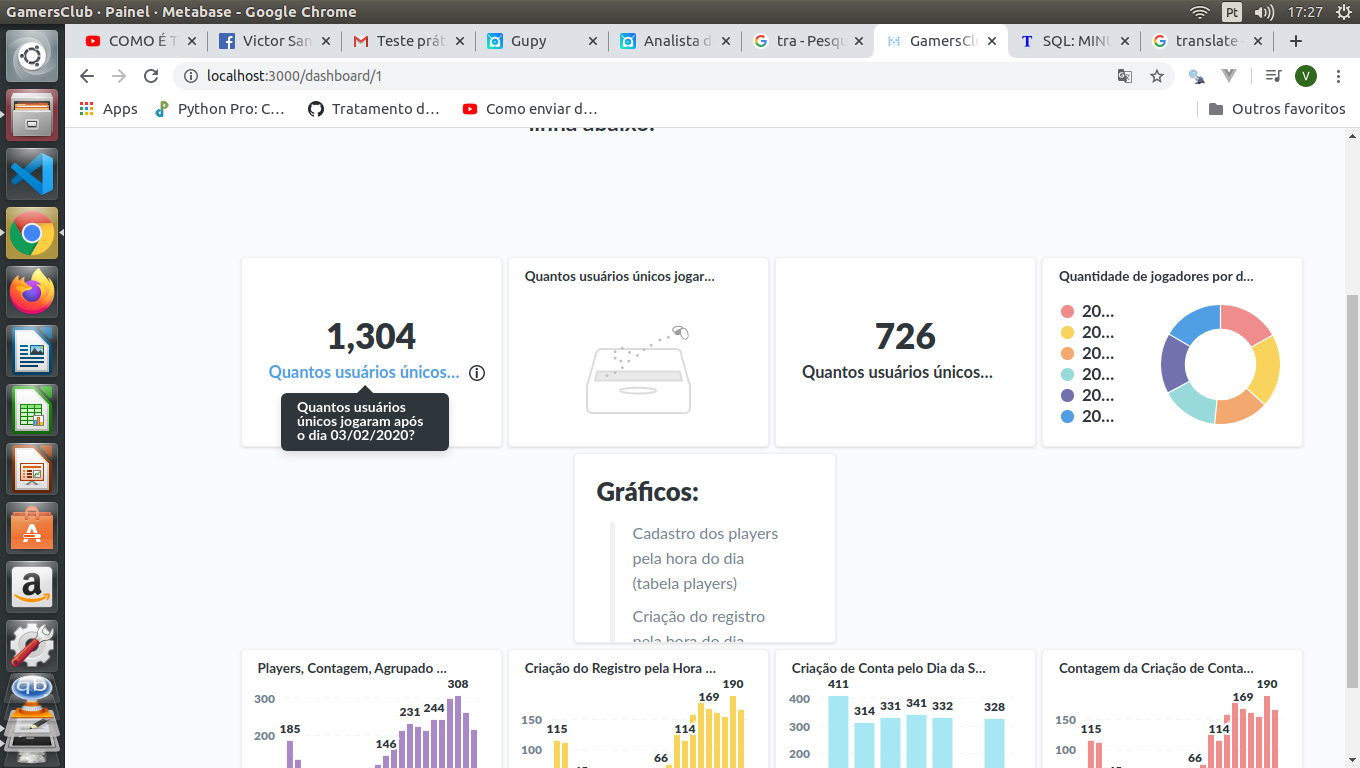 GamersClub · Painel · Metabase - Google Chrome
Pt
17:27
COMO É T
Victor San
Teste prát
Gupy
Analista d
tra - Pesqu
GamersClu
SQL: MINU
translate -
localhost:3000/dashboard/1
V
Apps
Python Pro: C...
Tratamento d...
Como enviar d...
Outros favoritos
linha abaixo:
1,304
Quantos usuários únicos...
Quantos usuários
únicos jogaram após
o dia 03/02/2020?
Quantos usuários únicos jogar...
726
Quantos usuários únicos...
Quantidade de jogadores por d...
20...
20...
20...
20...
20...
20...
Gráficos:
Cadastro dos players
pela hora do dia
(tabela players)
Criação do registro
pela hora do dia
Players, Contagem, Agrupado ...
300
200
185
146
231
244
308
Criação do Registro pela Hora ...
150
100
115
66
114
169
190
Criação de Conta pelo Dia da S...
400
300
200
411
314
331
341
332
328
Contagem da Criação de Conta...
150
100
115
66
114
169
190